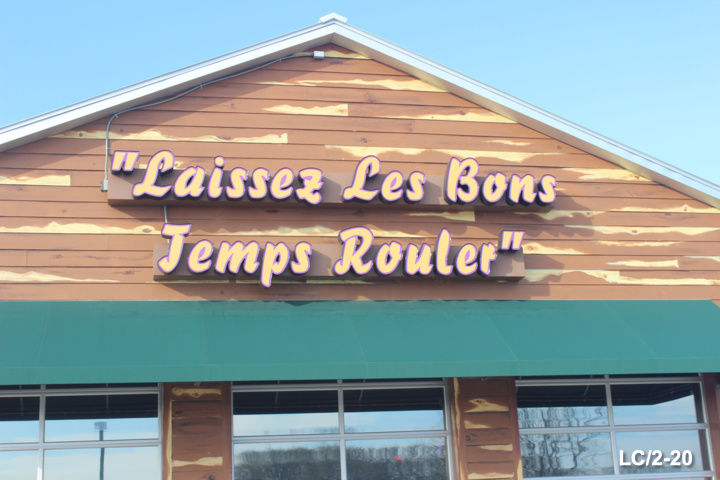 "Laissez Les Bons
Temps Rouler"
LC/2-20